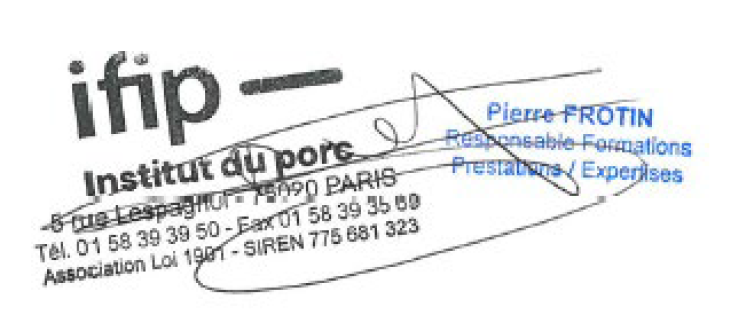 ifip
Institut du porc
5 rue Lespagnol - 75020 PARIS
Tél. 01 58 39 39 50 - Fax 01 58 39 35 69
Association Loi 1901 - SIREN 775 681 323
Pierre FROTIN
Responsable Formations
Prestations / Expertises